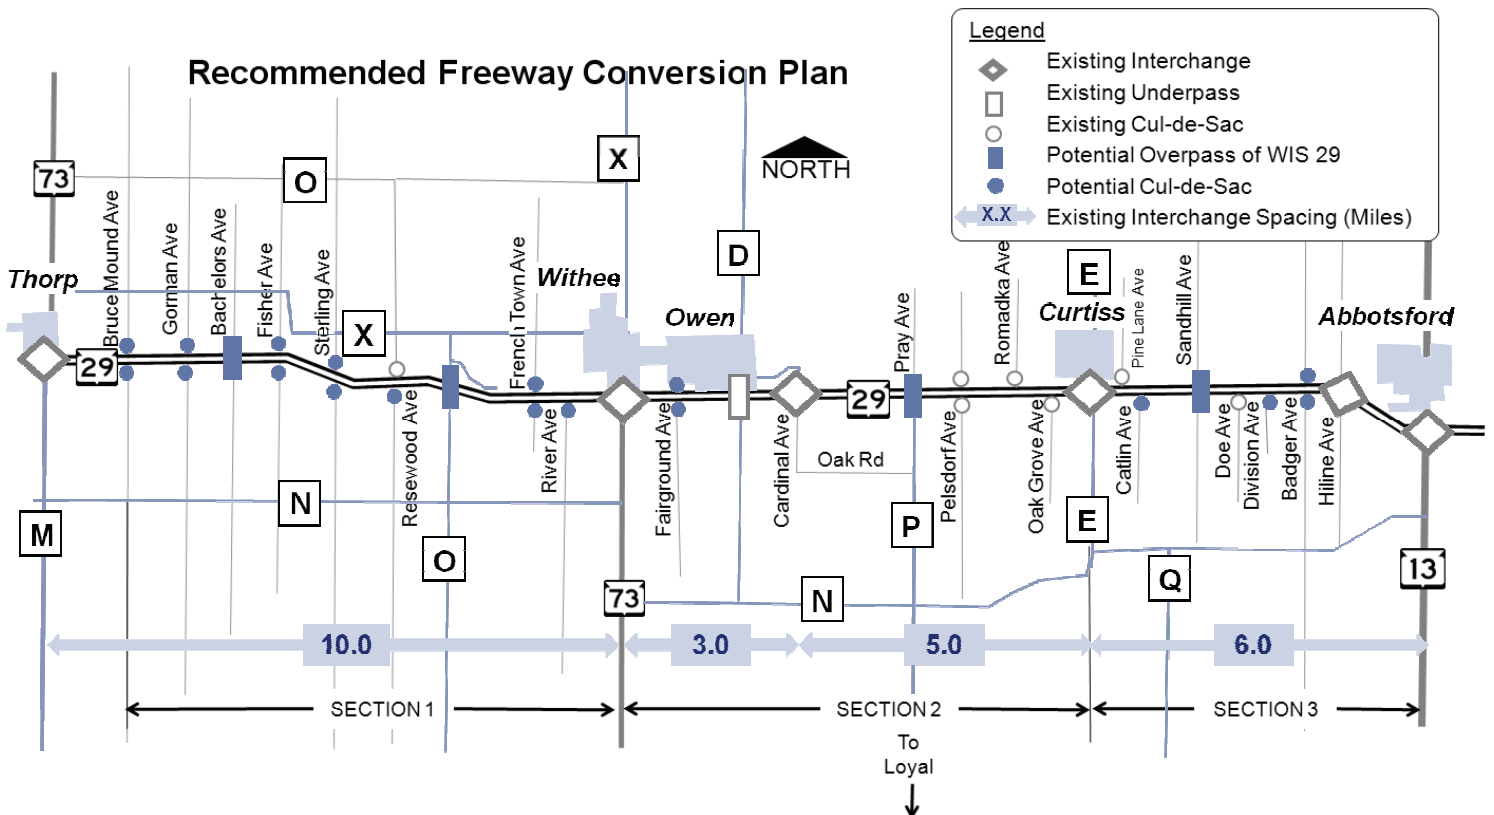 Recommended Freeway Conversion Plan
Legend
Existing Interchange
Existing Underpass
Existing Cul-de-Sac
Potential Overpass of WIS 29
Potential Cul-de-Sac
X.X Existing Interchange Spacing (Miles)
NORTH
73
O
X
D
E
Thorp
Withee
Owen
Curtiss
Abbotsford
Bruce Mound Ave
Gorman Ave
Bachelors Ave
Fisher Ave
Sterling Ave
X
French Town Ave
Pray Ave
Romadka Ave
Pine Lane Ave
Sandhill Ave
29
29
Resewood Ave
River Ave
Fairground Ave
Cardinal Ave
Oak Rd
Pelsdorf Ave
Oak Grove Ave
Catlin Ave
Doe Ave
Division Ave
Badger Ave
Hiline Ave
M
N
O
P
E
Q
73
N
13
10.0
3.0
5.0
6.0
SECTION 1
SECTION 2
SECTION 3
To
Loyal